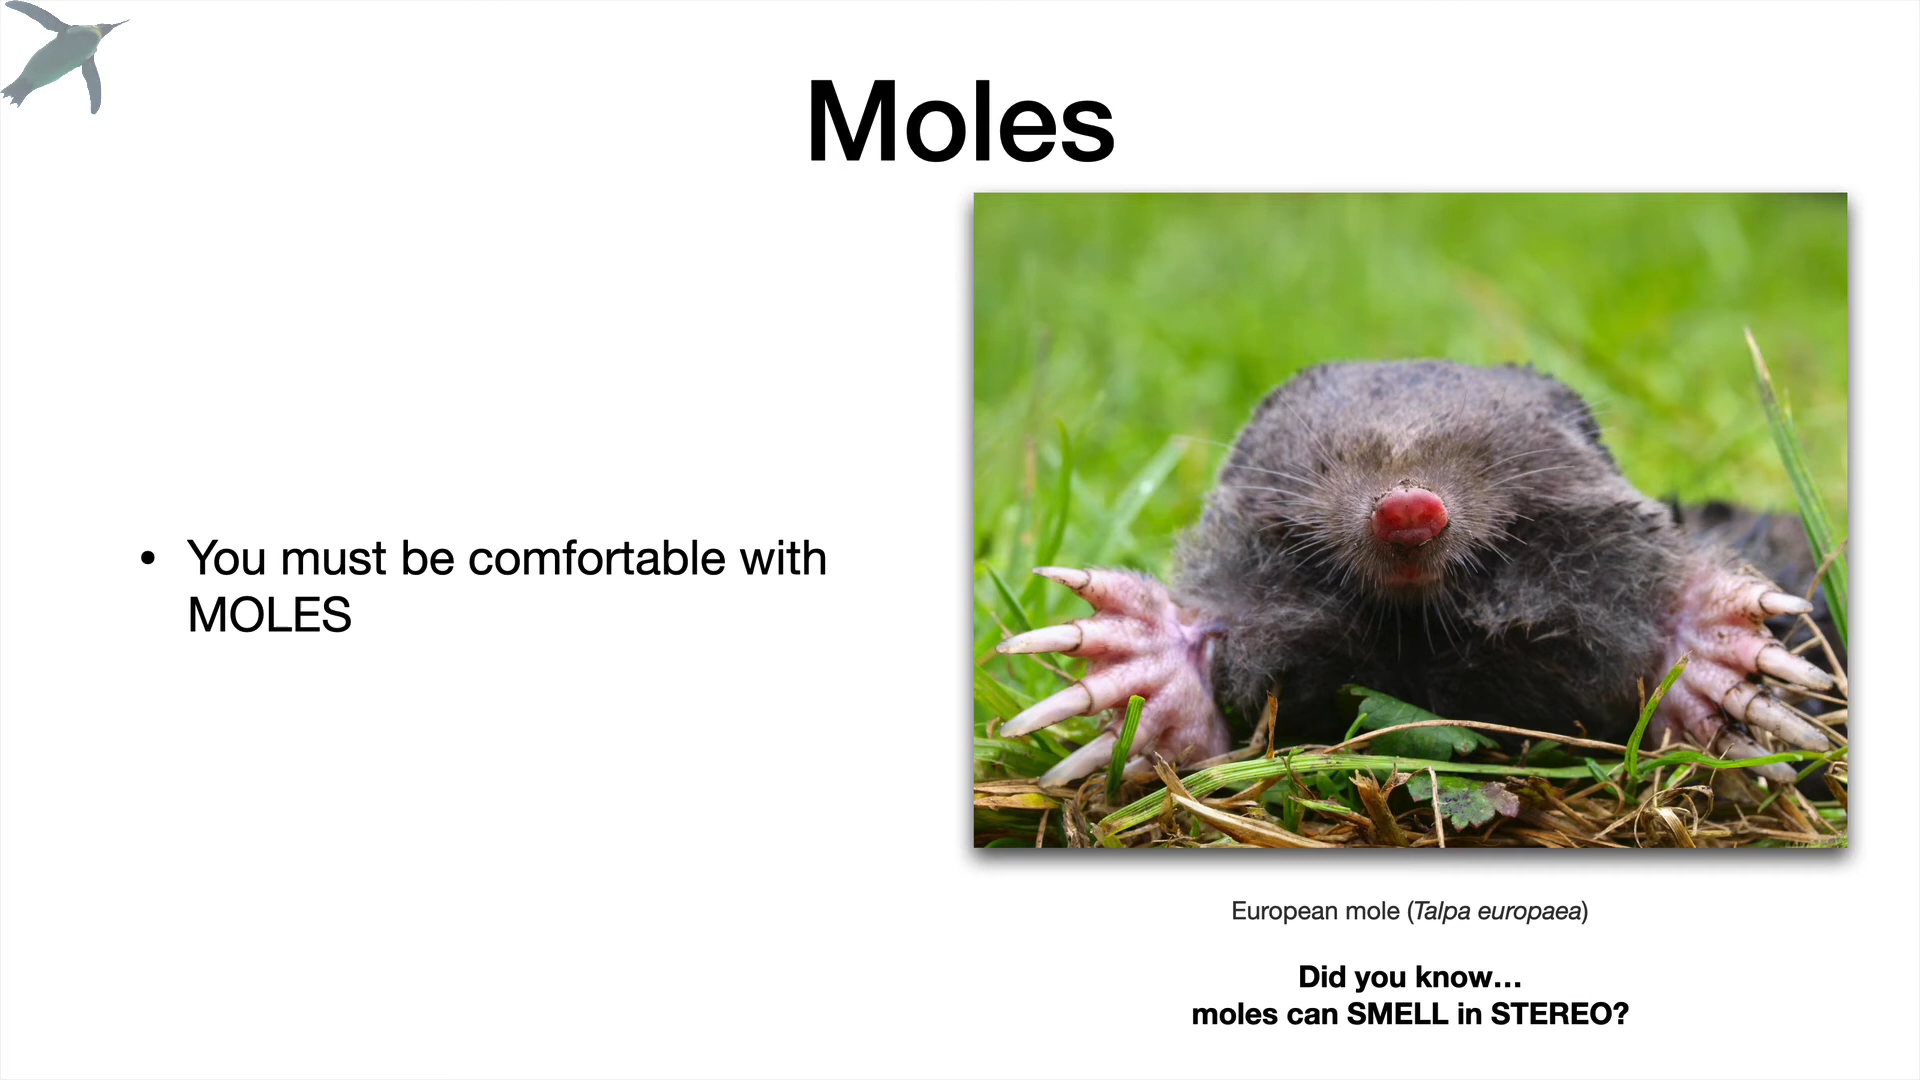 Moles
• You must be comfortable with
MOLES
European mole (Talpa europaea)
Did you know…
moles can SMELL in STEREO?